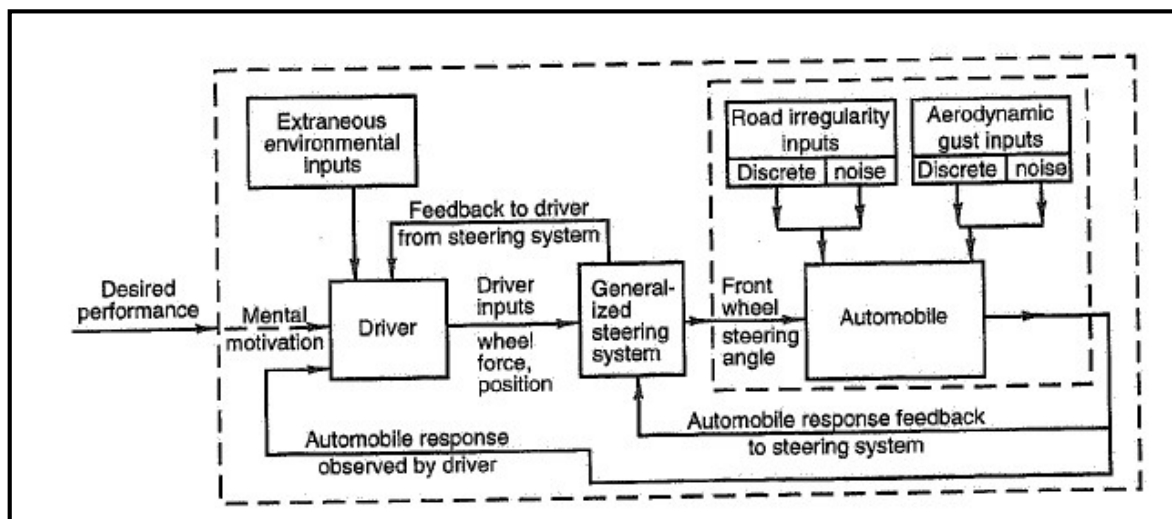 Extraneous
environmental
inputs
Road irregularity
inputs
Discrete noise
Aerodynamic
gust inputs
Discrete noise
Feedback to driver
from steering system
Desired
performance
Mental
motivation
Driver
Driver
inputs
wheel
force,
position
General-
ized
steering
system
Front
wheel
steering
angle
Automobile
Automobile response feedback
to steering system
Automobile response
observed by driver